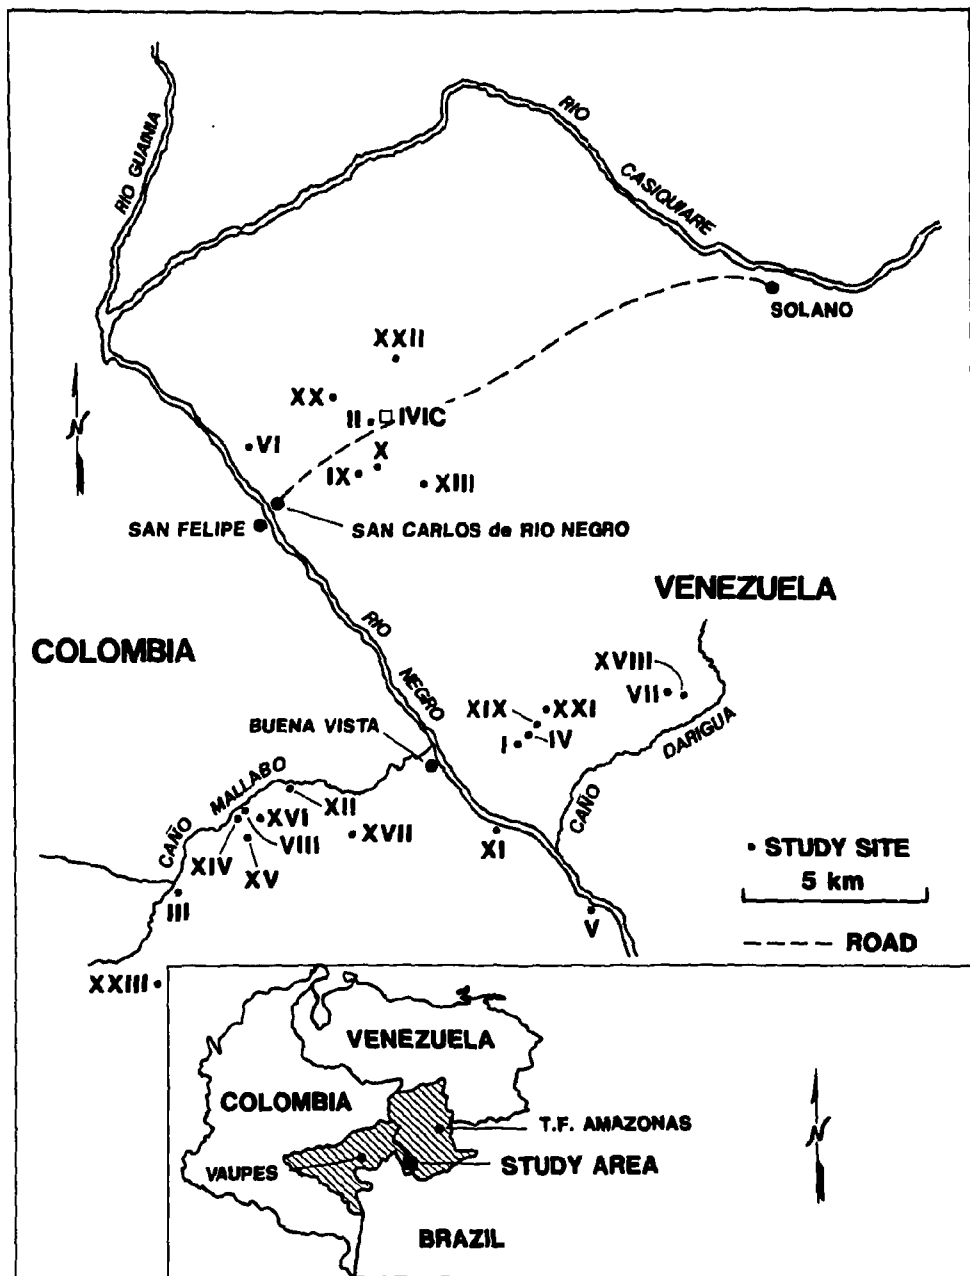 RIO GUAINIA
RIO
CASIQUIARE
SOLANO
XXII
XX
II
IVIC
VI
X
IX
XIII
N
SAN FELIPE
SAN CARLOS de RIO NEGRO
VENEZUELA
COLOMBIA
RIO
NEGRO
XVIII
VII
XIX
XXI
I
IV
BUENA VISTA
DARIGUA
CAÑO
MALLABO
CAÑO
XII
XVI
VIII
XVII
XIV
XV
XI
III
V
• STUDY SITE
5 km
ROAD
XXIII
VENEZUELA
COLOMBIA
T.F. AMAZONAS
VAUPES
STUDY AREA
N
BRAZIL